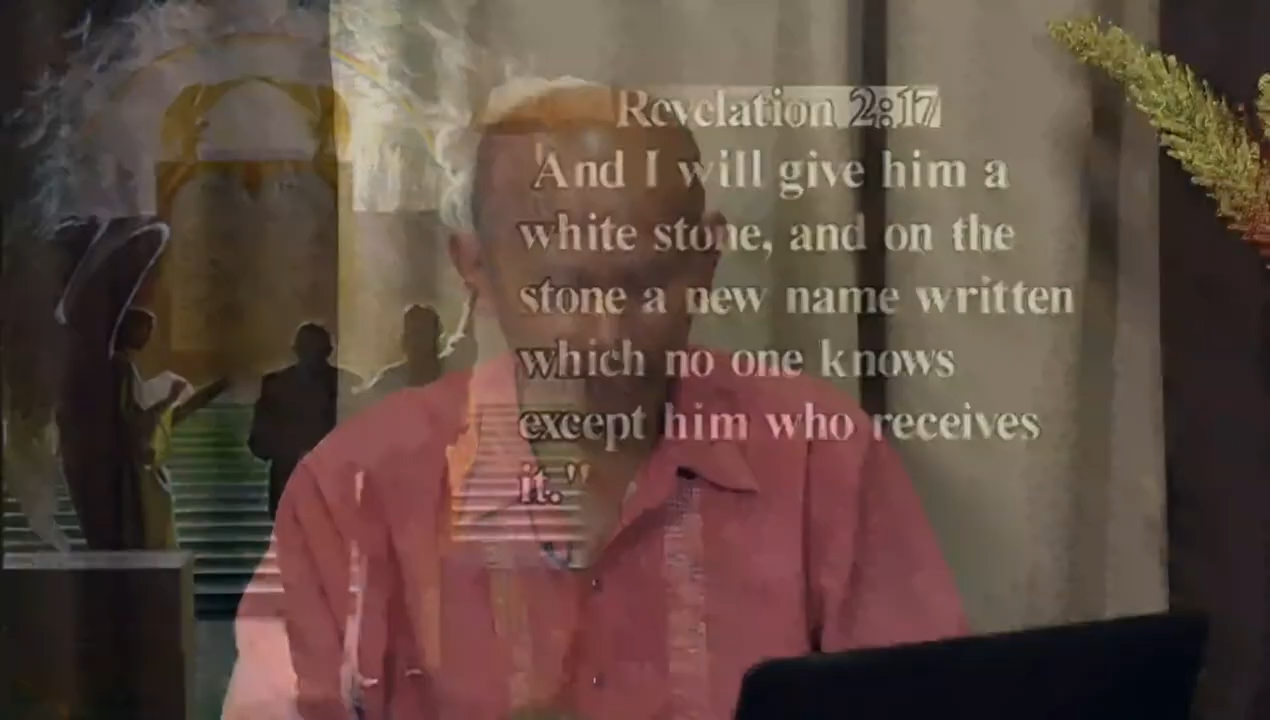 Revelation 2:17
"And I will give him a
white stone, and on the
stone a new name written
which no one knows
except him who receives
it."